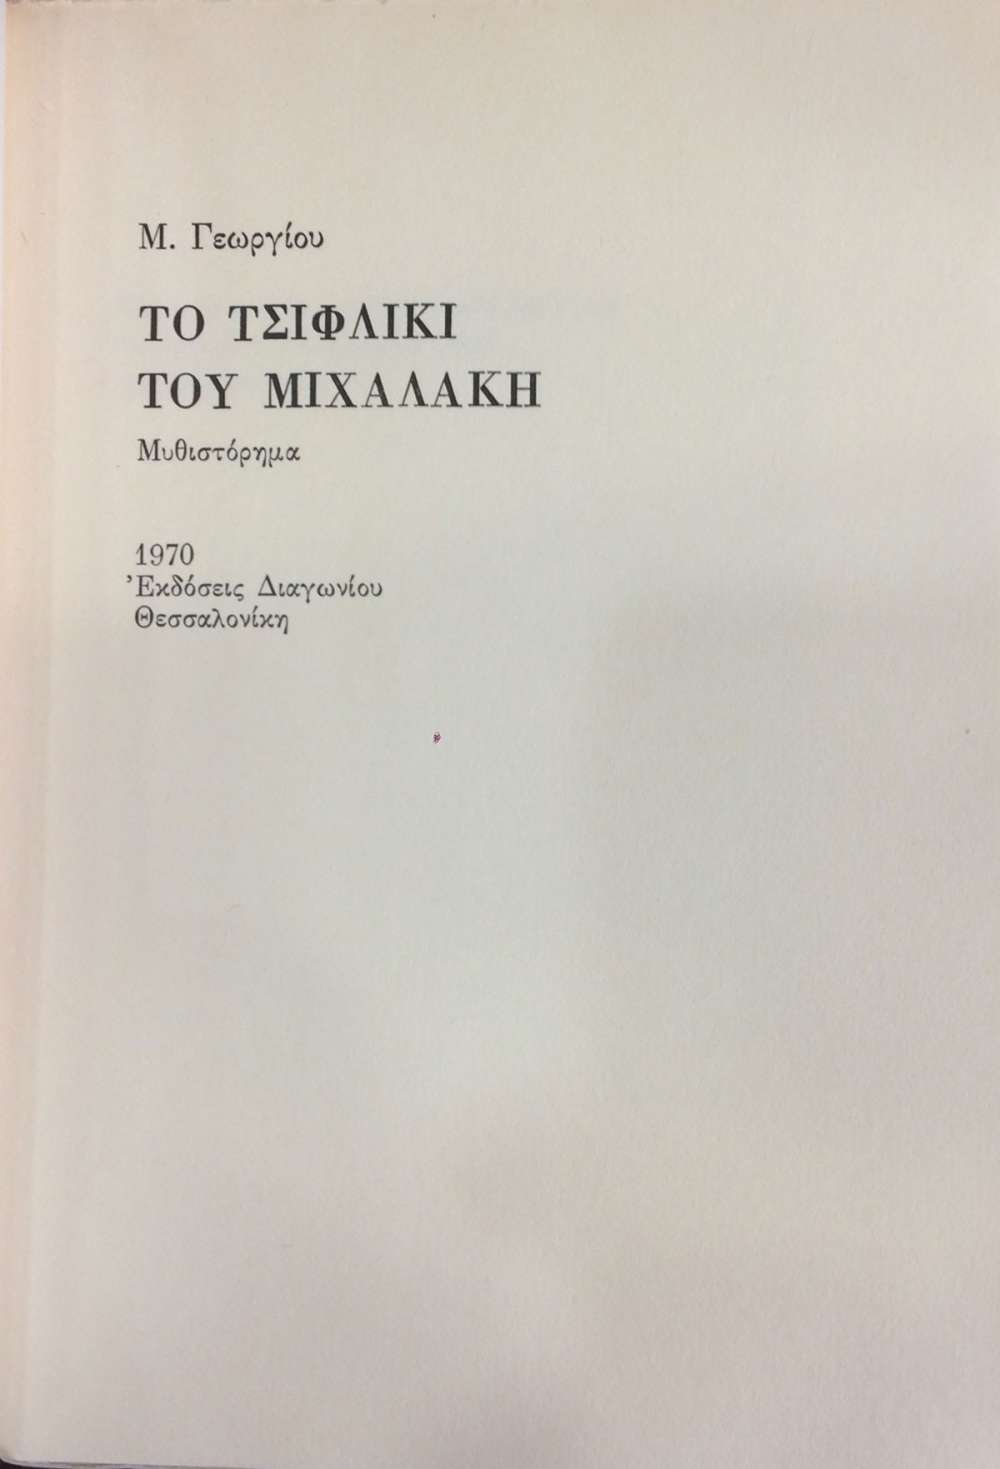 Μ. Γεωργίου
ΤΟ ΤΣΙΦΛΙΚΙ
ΤΟΥ ΜΙΧΑΛΑΚΗ
Μυθιστόρημα
1970
Ἐκδόσεις Διαγωνίου
Θεσσαλονίκη